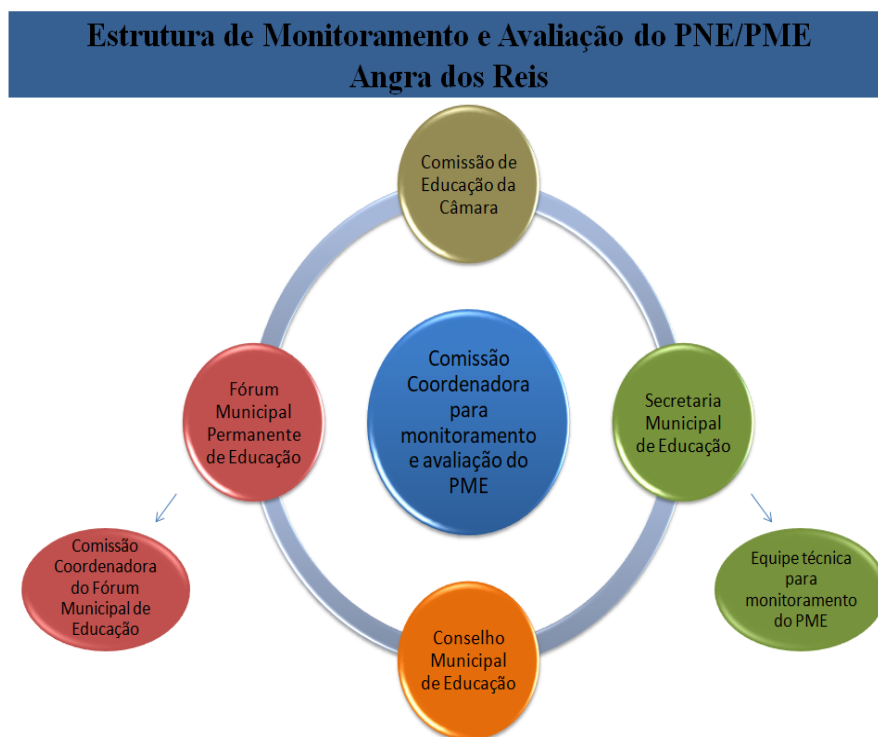 Estrutura de Monitoramento e Avaliação do PNE/PME
Angra dos Reis
Comissão de
Educação da
Câmara
Fórum
Municipal
Permanente
de Educação
Comissão
Coordenadora
para
monitoramento
e avaliação do
PME
Secretaria
Municipal
de Educação
Comissão
Coordenadora
do Fórum
Municipal de
Educação
Equipe técnica
para
monitoramento
do PME
Conselho
Municipal
de Educação